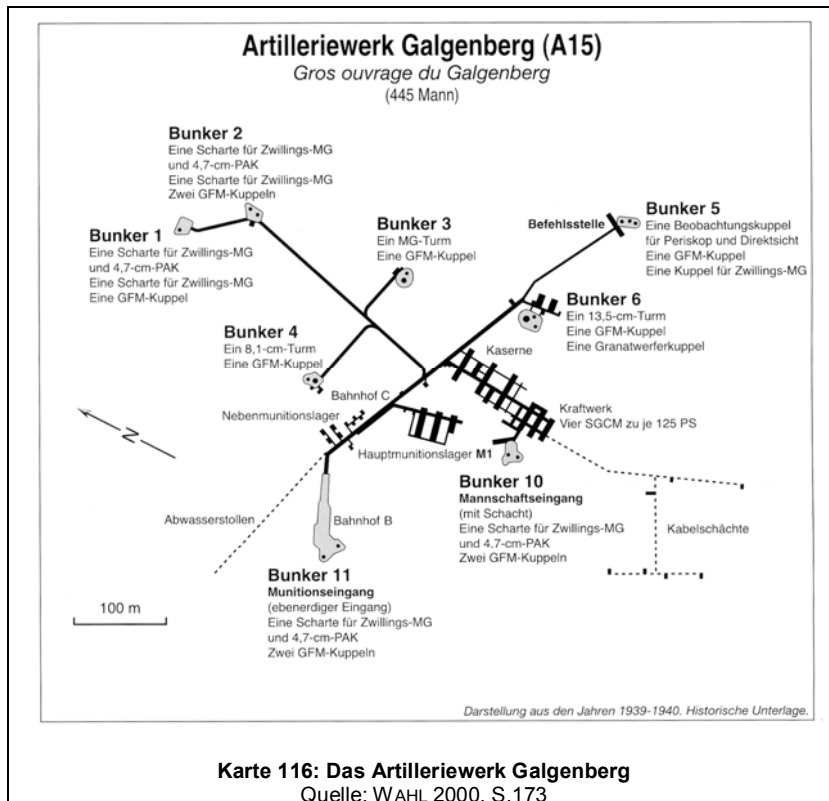 Artilleriewerk Galgenberg (A15)
Gros ouvrage du Galgenberg
(445 Mann)
Bunker 2
Eine Scharte für Zwillings-MG
und 4,7-cm-PAK
Eine Scharte für Zwillings-MG
Zwei GFM-Kuppeln
Bunker 1
Eine Scharte für Zwillings-MG
und 4,7-cm-PAK
Eine Scharte für Zwillings-MG
Eine GFM-Kuppel
Bunker 3
Ein MG-Turm
Eine GFM-Kuppel
Befehlsstelle
Bunker 5
Eine Beobachtungskuppel
für Periskop und Direktsicht
Eine GFM-Kuppel
Eine Kuppel für Zwillings-MG
Bunker 6
Ein 13,5-cm-Turm
Eine GFM-Kuppel
Eine Granatwerferkuppel
Bunker 4
Ein 8,1-cm-Turm
Eine GFM-Kuppel
Kaserne
Bahnhof C
Nebenmunitionslager
Kraftwerk
Vier SGCM zu je 125 PS
Hauptmunitionslager M1
N
Bunker 10
Mannschaftseingang
(mit Schacht)
Eine Scharte für Zwillings-MG
und 4,7-cm-PAK
Zwei GFM-Kuppeln
Kabelschächte
Abwasserstollen
Bahnhof B
Bunker 11
Munitionseingang
(ebenerdiger Eingang)
Eine Scharte für Zwillings-MG
und 4,7-cm-PAK
Zwei GFM-Kuppeln
100 m
Darstellung aus den Jahren 1939-1940. Historische Unterlage.
Karte 116: Das Artilleriewerk Galgenberg
Quelle: WAHL 2000, S.173